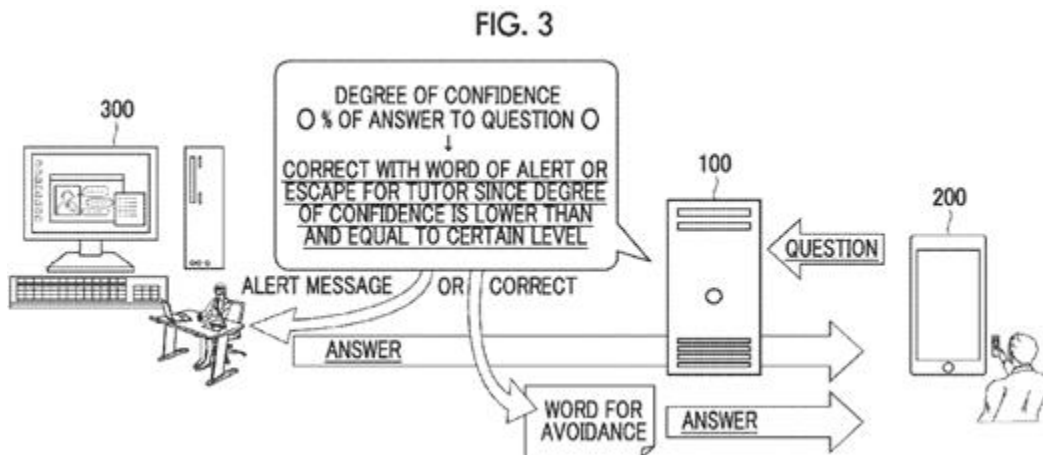 FIG. 3
300
DEGREE OF CONFIDENCE
○ % OF ANSWER TO QUESTION ○
↓
CORRECT WITH WORD OF ALERT OR
ESCAPE FOR TUTOR SINCE DEGREE
OF CONFIDENCE IS LOWER THAN
AND EQUAL TO CERTAIN LEVEL
100
200
QUESTION
ALERT MESSAGE OR CORRECT
ANSWER
WORD FOR
AVOIDANCE
ANSWER